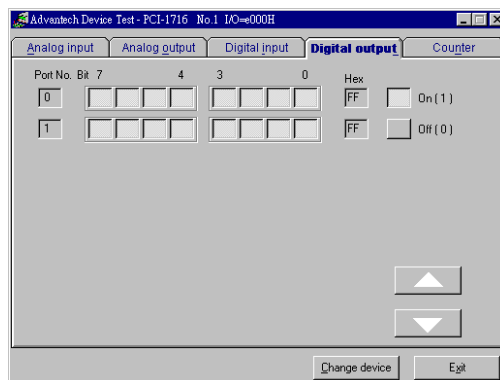 Advantech Device Test - PCI-1716 No.1 I/O=e000H
Analog input Analog output Digital input Digital output Counter
Port No. Bit 7 4 3 0 Hex
0 FF On ( 1 )
1 FF Off ( 0 )
Change device Exit